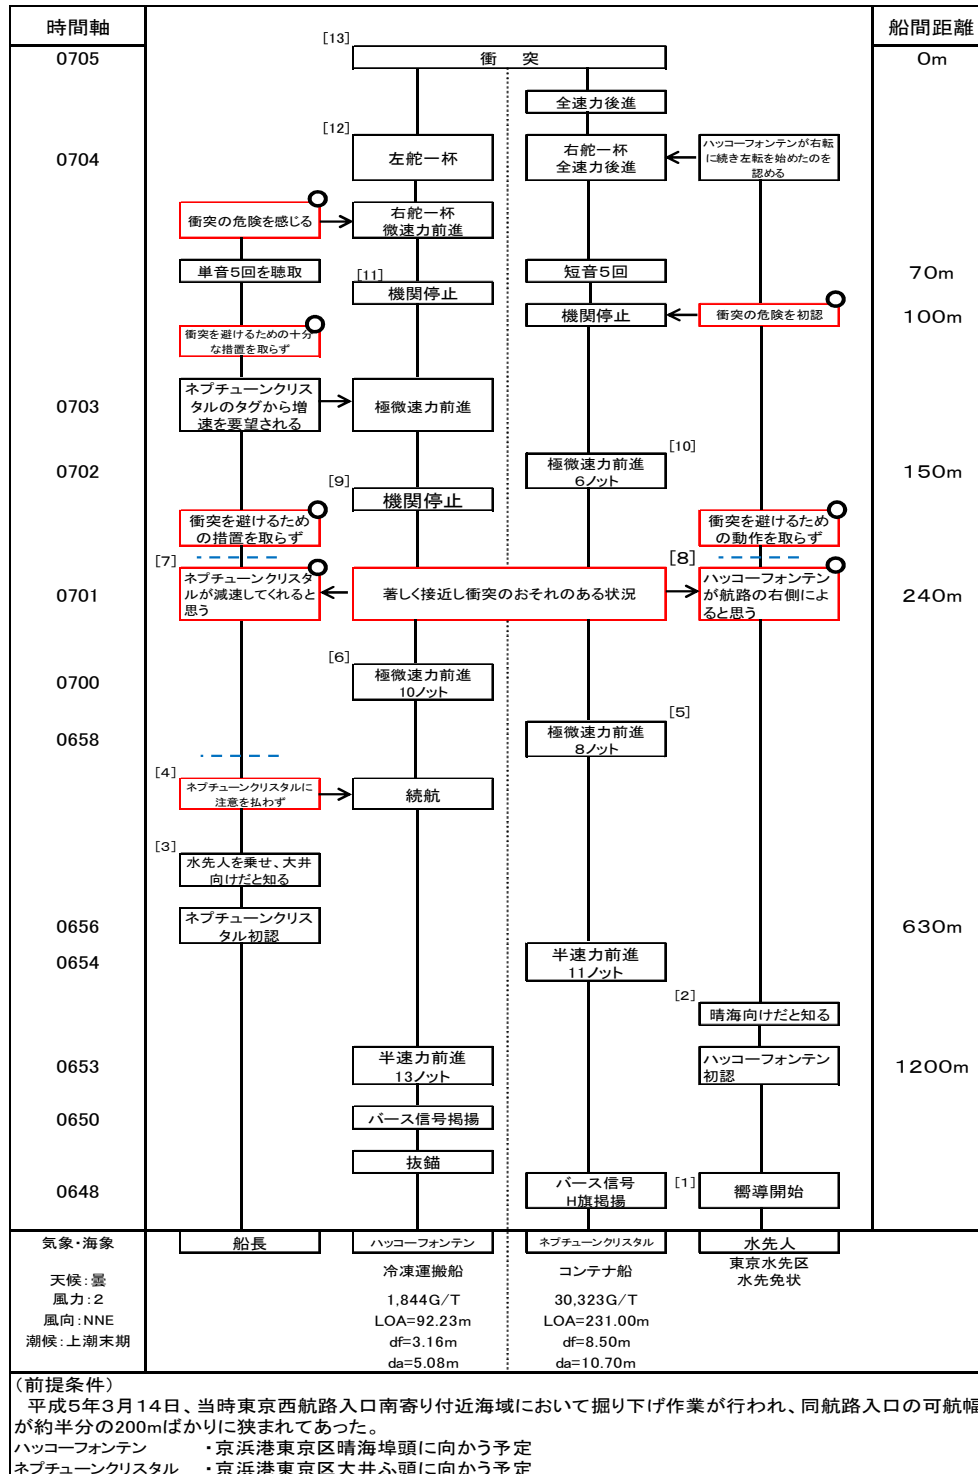 時間軸
船間距離
[13]
0705
衝　突
0m
全速力後進
[12]
0704
左舵一杯
右舵一杯
全速力後進
ハッコーフォンテンが右転
に続き左転を始めたのを
認める
衝突の危険を感じる
右舵一杯
微速力前進
単音5回を聴取
[11]
機関停止
短音5回
70m
機関停止
衝突の危険を初認
100m
衝突を避けるための十分
な措置を取らず
0703
ネプチューンクリス
タルのタグから増
速を要望される
極微速力前進
[10]
0702
極微速力前進
6ノット
150m
[9]
機関停止
衝突を避けるため
の措置を取らず
衝突を避けるため
の動作を取らず
[7]
[8]
0701
ネプチューンクリスタ
ルが減速してくれると
思う
著しく接近し衝突のおそれのある状況
ハッコーフォンテン
が航路の右側によ
ると思う
240m
[6]
0700
極微速力前進
10ノット
[5]
0658
極微速力前進
8ノット
[4]
ネプチューンクリスタルに
注意を払わず
続航
[3]
水先人を乗せ、大井
向けだと知る
0656
ネプチューンクリス
タル初認
630m
0654
半速力前進
11ノット
[2]
晴海向けだと知る
0653
半速力前進
13ノット
ハッコーフォンテン
初認
1200m
0650
バース信号掲揚
抜錨
0648
バース信号
H旗掲揚
[1]
嚮導開始
気象・海象
船長
ハッコーフォンテン
ネプチューンクリスタル
水先人
東京水先区
水先免状
天候：曇
風力：2
風向：NNE
潮候：上潮末期
冷凍運搬船
1,844G/T
LOA=92.23m
df=3.16m
da=5.08m
コンテナ船
30,323G/T
LOA=231.00m
df=8.50m
da=10.70m
（前提条件）
　平成5年3月14日、当時東京西航路入口南寄り付近海域において掘り下げ作業が行われ、同航路入口の可航幅
が約半分の200mばかりに狭まれてあった。
ハッコーフォンテン　　・京浜港東京区晴海埠頭に向かう予定
ネプチューンクリスタル　・京浜港東京区大井ふ頭に向かう予定